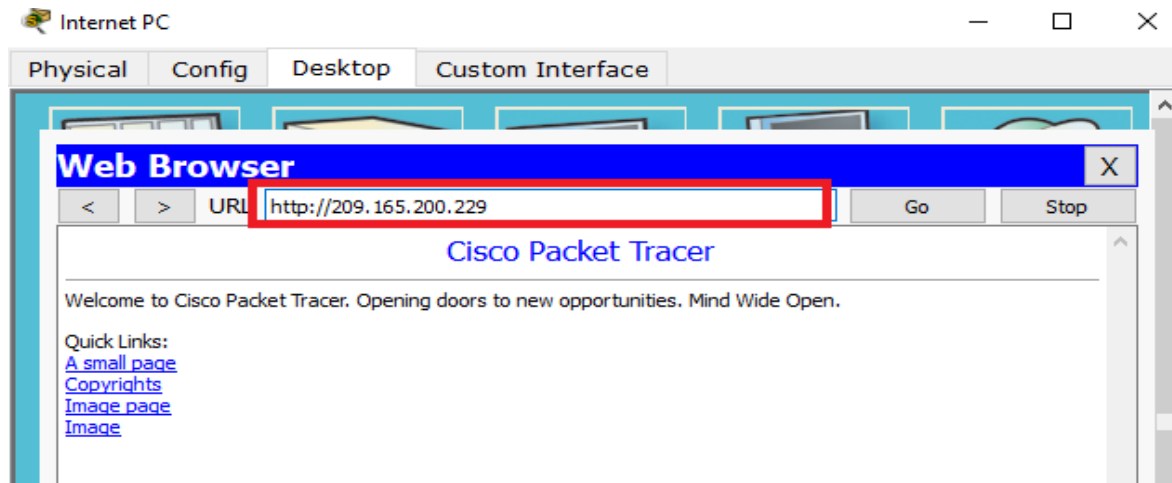 Internet PC
Physical Config Desktop Custom Interface
Web Browser X
< > URL http://209.165.200.229 Go Stop
Cisco Packet Tracer
Welcome to Cisco Packet Tracer. Opening doors to new opportunities. Mind Wide Open.
Quick Links:
A small page
Copyrights
Image page
Image